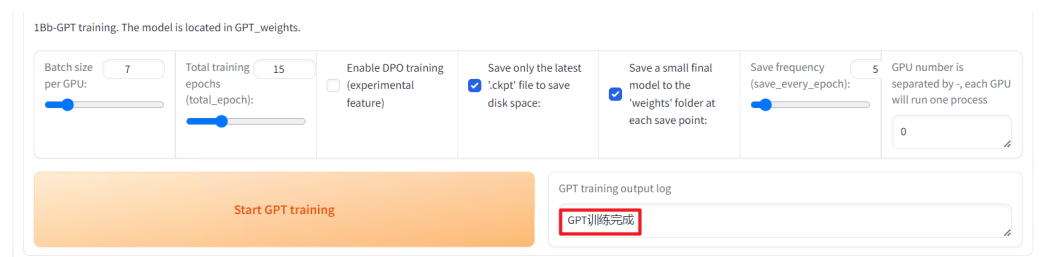 1Bb-GPT training. The model is located in GPT_weights.
Batch size per GPU:
7
Total training epochs (total_epoch):
15
Enable DPO training (experimental feature)
Save only the latest '.ckpt' file to save disk space:
Save a small final model to the 'weights' folder at each save point:
Save frequency (save_every_epoch):
5
GPU number is separated by -, each GPU will run one process
0
Start GPT training
GPT training output log
GPT训练完成